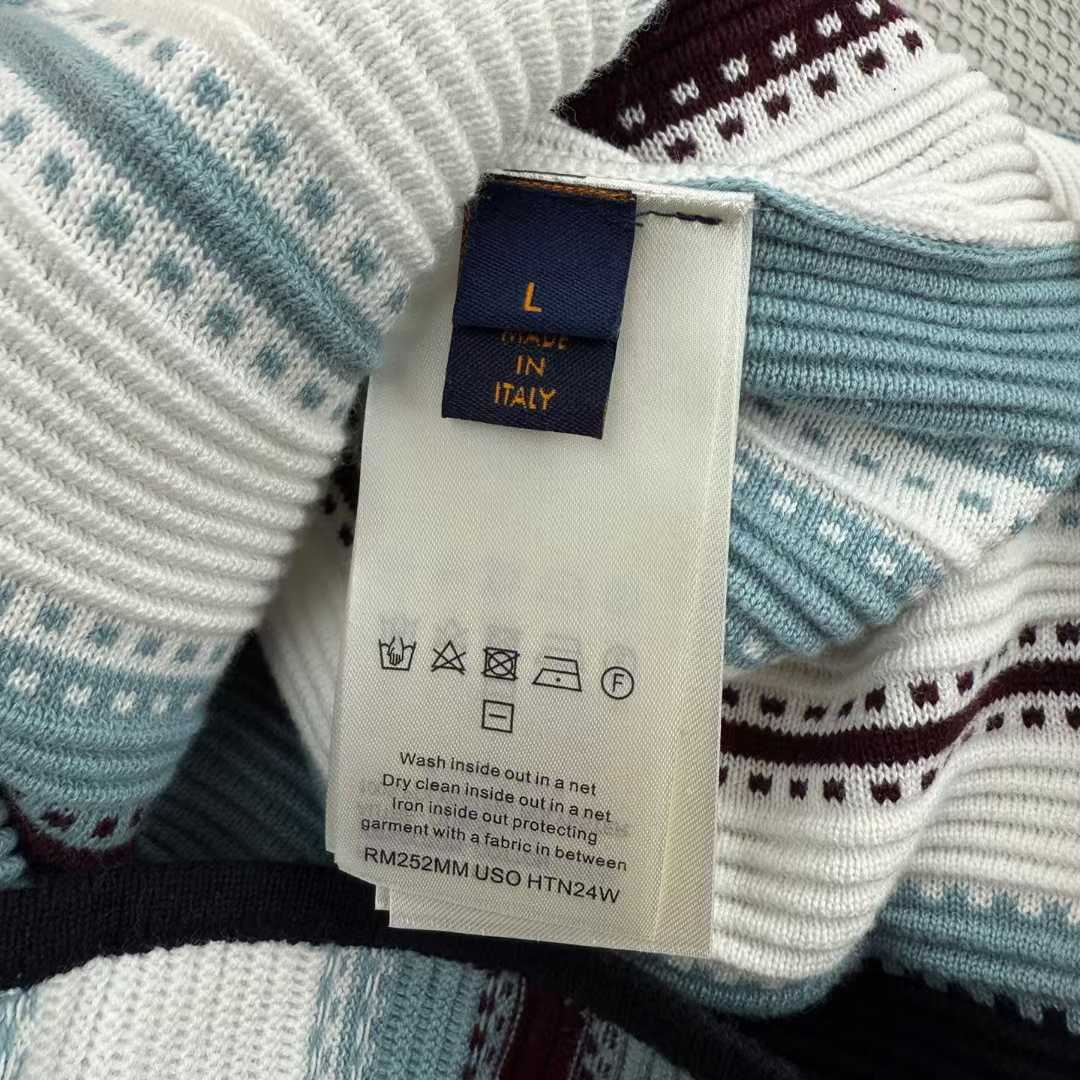 L
MADE
IN
ITALY
F
Wash inside out in a net
Dry clean inside out in a net
Iron inside out protecting
garment with a fabric in between
RM252MM USO HTN24W